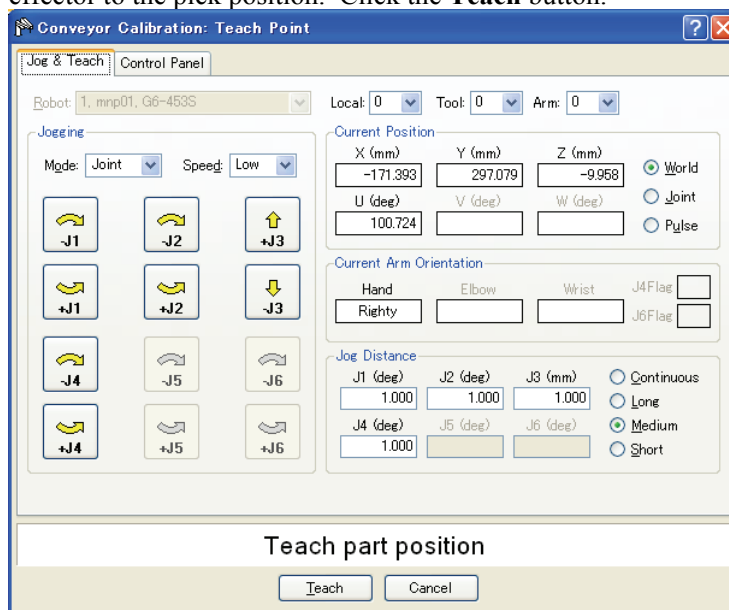 effector to the pick position. Click the Teach button.
Conveyor Calibration: Teach Point
Jog & Teach Control Panel
Robot: 1, mnp01, G6-453S Local: 0 Tool: 0 Arm: 0
Jogging
Mode: Joint Speed: Low
-J1 -J2 +J3
+J1 +J2 -J3
-J4 -J5 -J6
+J4 +J5 +J6
Current Position
X (mm) Y (mm) Z (mm)
-171.393 297.079 -9.958 World
U (deg) V (deg) W (deg) Joint
100.724 Pulse
Current Arm Orientation
Hand Elbow Wrist J4Flag
Righty J6Flag
Jog Distance
J1 (deg) J2 (deg) J3 (mm) Continuous
1.000 1.000 1.000 Long
J4 (deg) J5 (deg) J6 (deg) Medium
1.000 Short
Teach part position
Teach Cancel